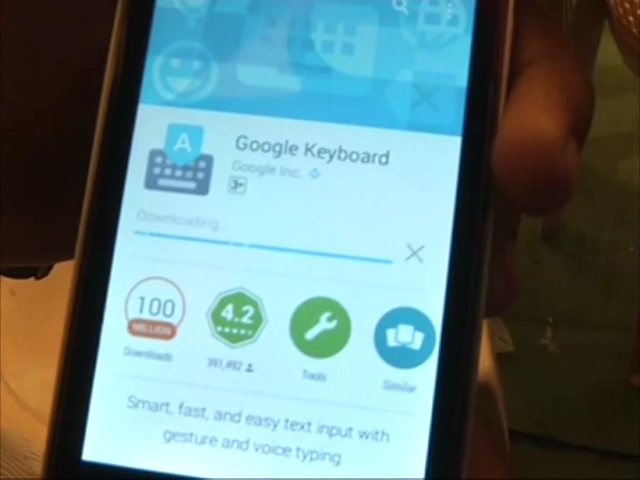 A
Google Keyboard
Google Inc.
3+
Downloading...
100
MILLION
4.2
Downloads
391,492
Tools
Similar
Smart, fast, and easy text input with
gesture and voice typing